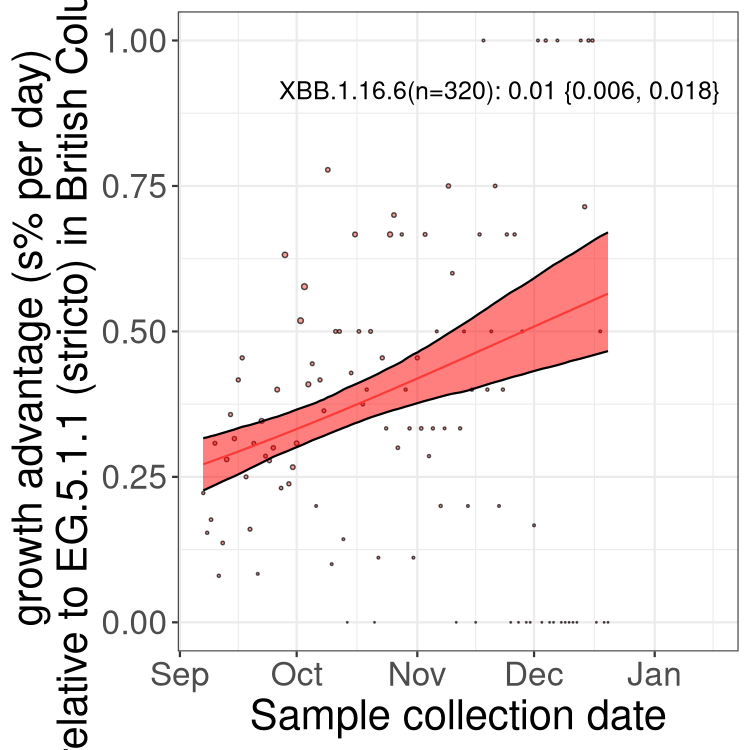 growth advantage (s% per day)
relative to EG.5.1.1 (stricto) in British Colu
1.00
0.75
0.50
0.25
0.00
XBB.1.16.6(n=320): 0.01 {0.006, 0.018}
Sep Oct Nov Dec Jan
Sample collection date